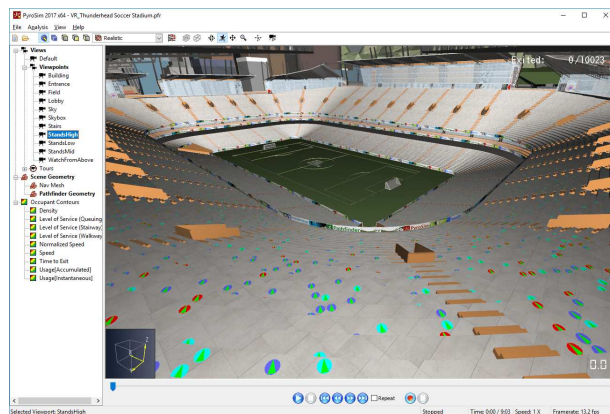 PyroSim 2017 x64 - VR_Thunderhead Soccer Stadium.pfr
File Analysis View Help
Realistic
Views
Default
Viewpoints
Building
Entrance
Field
Lobby
Sky
Skybox
Stairs
StandsHigh
StandsLow
StandsMid
WatchFromAbove
Tours
Scene Geometry
Nav Mesh
Pathfinder Geometry
Occupant Contours
Density
Level of Service (Queuing
Level of Service (Stairway)
Level of Service (Walkway
Normalized Speed
Speed
Time to Exit
Usage[Accumulated]
Usage[Instantaneous]
Exited: 0/10023
Pathfinder
0.0
Repeat
Selected Viewport: StandsHigh
Stopped Time: 0:00 / 9:03 Speed: 1 X Framerate: 13.2 fps